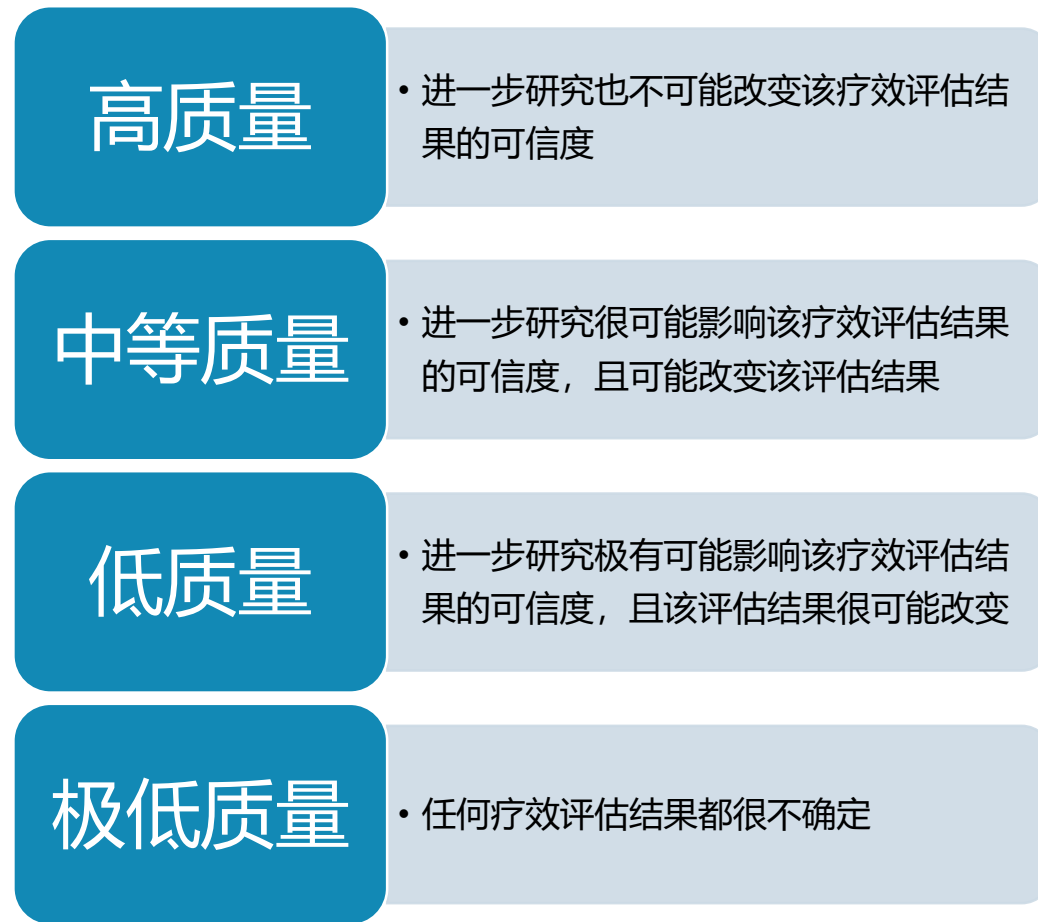 高质量
• 进一步研究也不可能改变该疗效评估结
果的可信度
中等质量
• 进一步研究很可能影响该疗效评估结果
的可信度，且可能改变该评估结果
低质量
• 进一步研究极有可能影响该疗效评估结
果的可信度，且该评估结果很可能改变
极低质量
• 任何疗效评估结果都很不确定